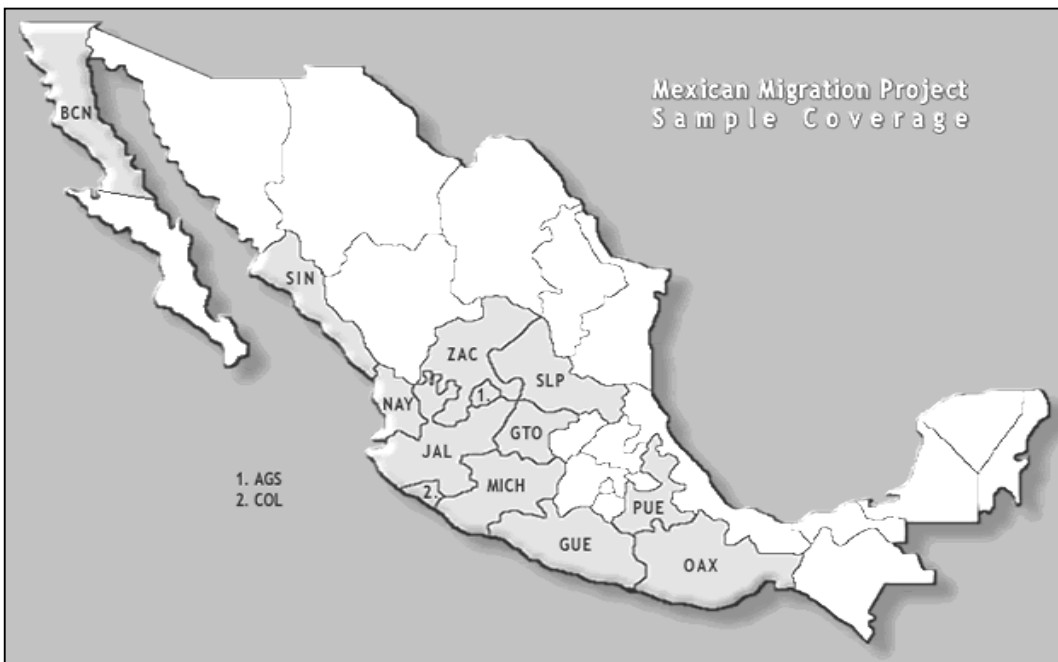 Mexican Migration Project
Sample Coverage
BCN
SIN
ZAC
SLP
1.
NAY
GTO
JAL
1. AGS
2. COL
2.
MICH
PUE
GUE
OAX